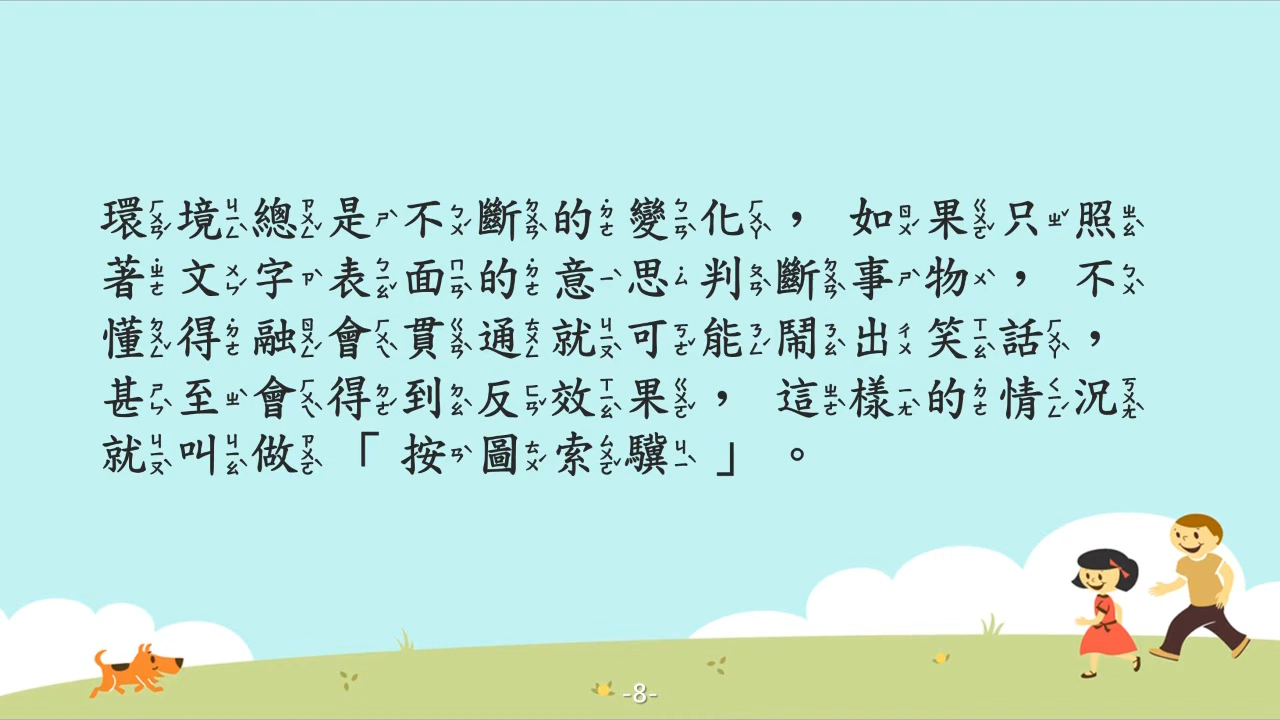 環境總是不斷的變化，如果只照
著文字表面的意思判斷事物，不
懂得融會貫通就可能鬧出笑話，
甚至會得到反效果，這樣的情況
就叫做「按圖索驥」。
-8-